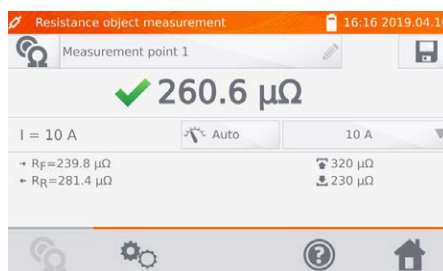 Resistance object measurement 16:16 2019.04.10
Measurement point 1
260.6 µΩ
I = 10 A Auto 10 A
RF=239.8 µΩ 320 µΩ
RR=281.4 µΩ 230 µΩ